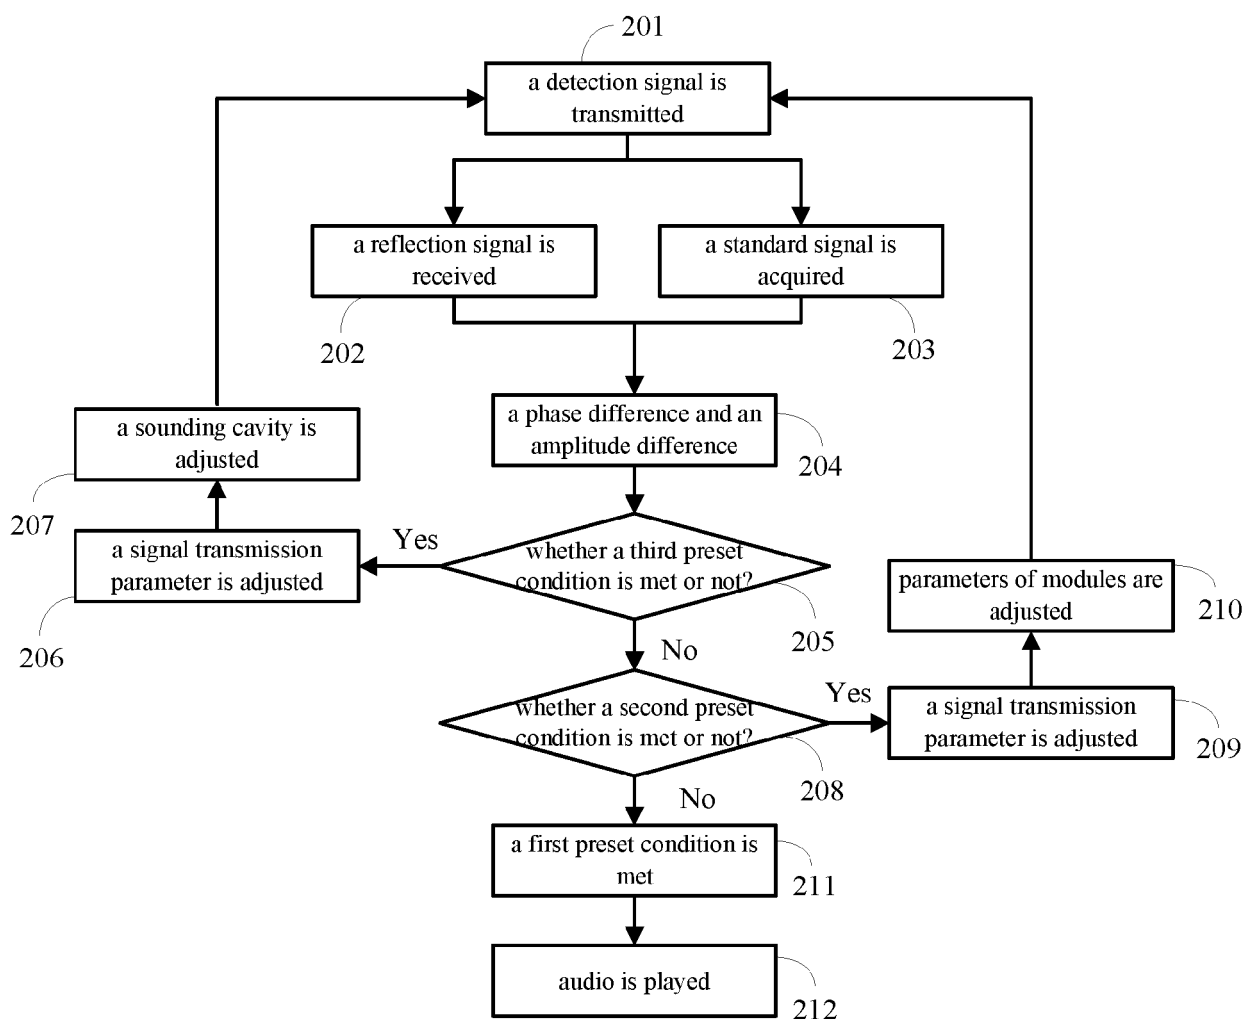 201
a detection signal is
transmitted
a reflection signal is
received
a standard signal is
acquired
202
203
a phase difference and an
amplitude difference
204
a sounding cavity is
adjusted
207
Yes
whether a third preset
condition is met or not?
a signal transmission
parameter is adjusted
206
205
parameters of modules are
adjusted
210
No
Yes
whether a second preset
condition is met or not?
a signal transmission
parameter is adjusted
209
208
No
a first preset condition is
met
211
audio is played
212